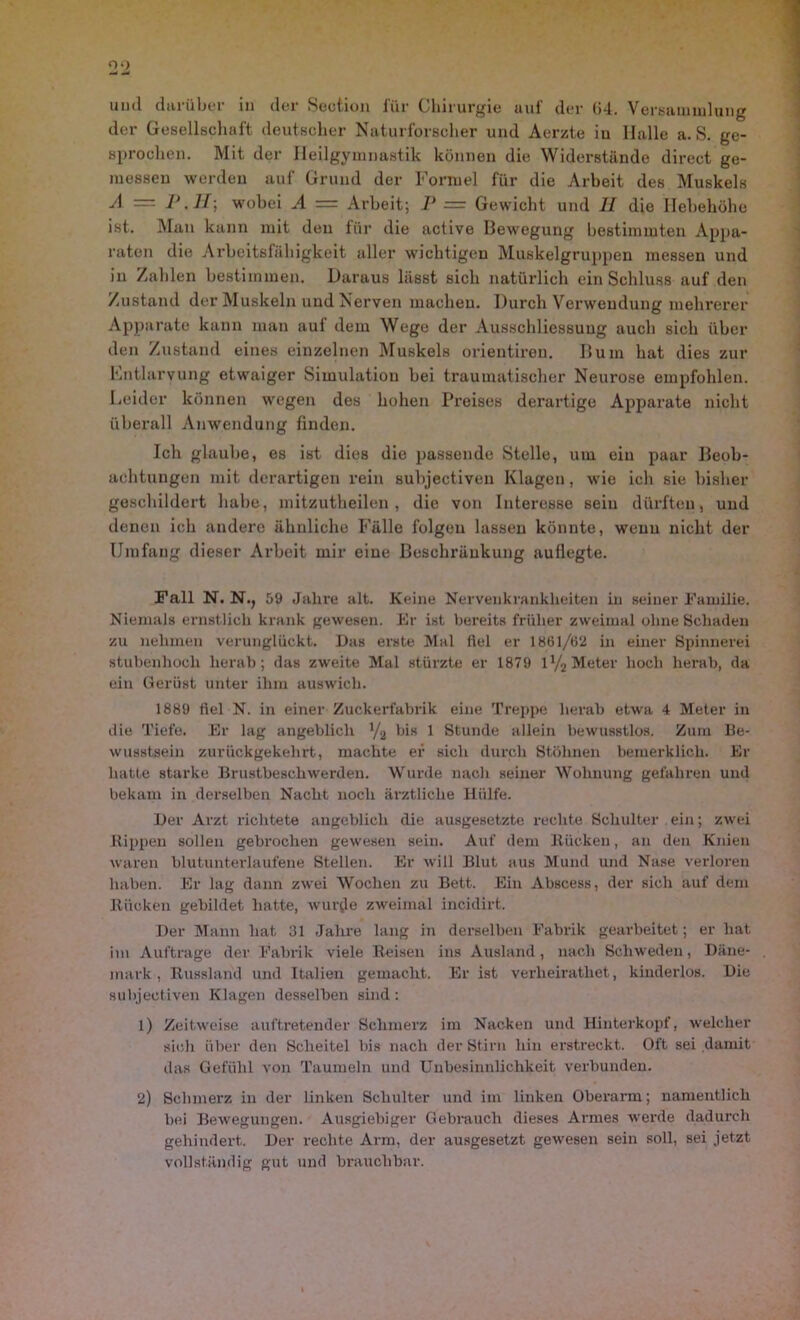 22
und darüber in der Section für Chirurgie auf der 64. Versammlung
der Gesellschaft deutscher Naturforscher und Aerzte in Halle a. S. ge-
sprochen. Mit der Heilgymnastik können die Widerstände direct ge-
messen werden auf Grund der Formel für die Arbeit des Muskels
A = P.H; wobei A = Arbeit; P = Gewicht und H die Hebehöhe
ist. Man kann mit den für die active Bewegung bestimmten Appa-
raten die Arbeitsfähigkeit aller wichtigen Muskelgruppen messen und
in Zahlen bestimmen. Daraus lässt sich natürlich ein Schluss auf den
Zustand der Muskeln und Nerven machen. Durch Verwendung mehrerer
Apparate kann man auf dem Wege der Ausschliessung auch sich über
den Zustand eines einzelnen Muskels orientiren. Bum hat dies zur
Entlarvung etwaiger Simulation bei traumatischer Neurose empfohlen.
Leider können wegen des hohen Preises derartige Apparate nicht
überall Anwendung finden.
Ich glaube, es ist dies die passende Stelle, um ein paar Beob-
achtungen mit derartigen rein subjectiven Klagen, wie ich sie bisher
geschildert habe, mitzutheilen, die von Interesse sein dürften, und
denen ich andere ähnliche Fälle folgen lassen könnte, wenn nicht der
Umfang dieser Arbeit mir eine Beschränkung auflegte.
Fall N. N., 59 Jahre alt. Keine Nervenkrankheiten in seiner Familie.
Niemals ernstlich krank gewesen. Er ist bereits früher zweimal ohne Schaden
zu nehmen verunglückt. Das erste Mal fiel er 1861/62 in einer Spinnerei
stubenhoch herab; das zweite Mal stürzte er 1879 1½ Meter hoch herab, da
ein Gerüst unter ihm auswich.
1889 fiel N. in einer Zuckerfabrik eine Treppe herab etwa 4 Meter in
die Tiefe. Er lag angeblich ½ bis 1 Stunde allein bewusstlos. Zum Be-
wusstsein zurückgekehrt, machte er sich durch Stöhnen bemerklich. Er
hatte starke Brustbeschwerden. Wurde nach seiner Wohnung gefahren und
bekam in derselben Nacht noch ärztliche Hülfe.
Der Arzt richtete angeblich die ausgesetzte rechte Schulter ein; zwei
Rippen sollen gebrochen gewesen sein. Auf dem Rücken, an den Knien
waren blutunterlaufene Stellen. Er will Blut aus Mund und Nase verloren
haben. Er lag dann zwei Wochen zu Bett. Ein Abscess, der sich auf dem
Rücken gebildet hatte, wurde zweimal incidirt.
Der Mann hat 31 Jahre lang in derselben Fabrik gearbeitet; er hat
im Auftrage der Fabrik viele Reisen ins Ausland, nach Schweden, Däne-
mark, Russland und Italien gemacht. Er ist verheirathet, kinderlos. Die
subjectiven Klagen desselben sind:
1) Zeitweise auftretender Schmerz im Nacken und Hinterkopf, welcher
sich über den Scheitel bis nach der Stirn hin erstreckt. Oft sei damit
das Gefühl von Taumeln und Unbesinnlichkeit verbunden.
2) Schmerz in der linken Schulter und im linken Oberarm; namentlich
bei Bewegungen. Ausgiebiger Gebrauch dieses Armes werde dadurch
gehindert. Der rechte Arm, der ausgesetzt gewesen sein soll, sei jetzt
vollständig gut und brauchbar.